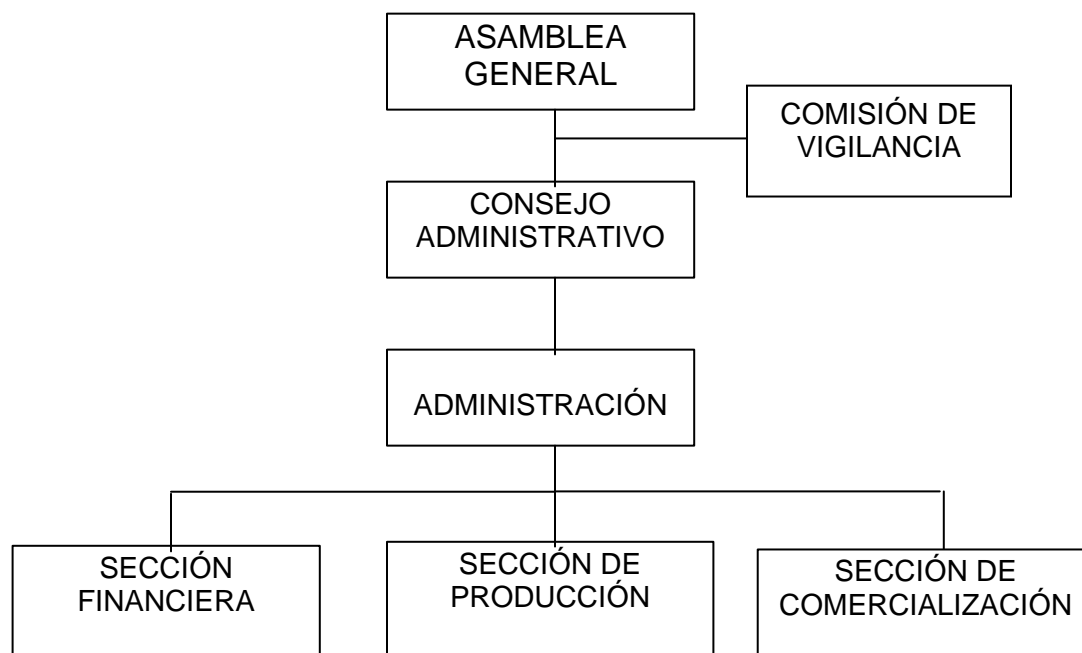 ASAMBLEA
GENERAL
COMISIÓN DE
VIGILANCIA
CONSEJO
ADMINISTRATIVO
ADMINISTRACIÓN
SECCIÓN
FINANCIERA
SECCIÓN DE
PRODUCCIÓN
SECCIÓN DE
COMERCIALIZACIÓN